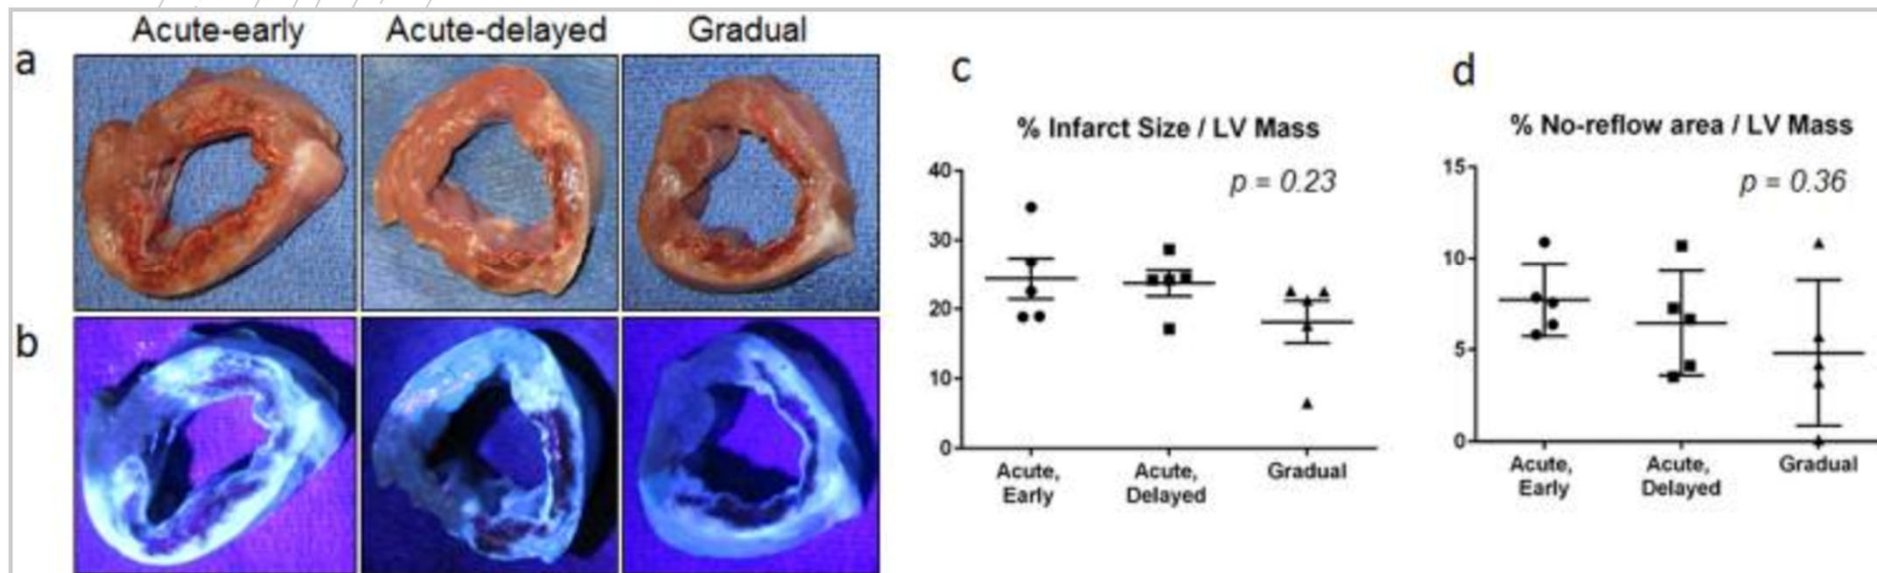 Acute-early Acute-delayed Gradual
a
b
c
% Infarct Size / LV Mass
p = 0.23
40
30
20
10
0
Acute,
Early
Acute,
Delayed
Gradual
d
% No-reflow area / LV Mass
p = 0.36
15
10
5
0
Acute,
Early
Acute,
Delayed
Gradual